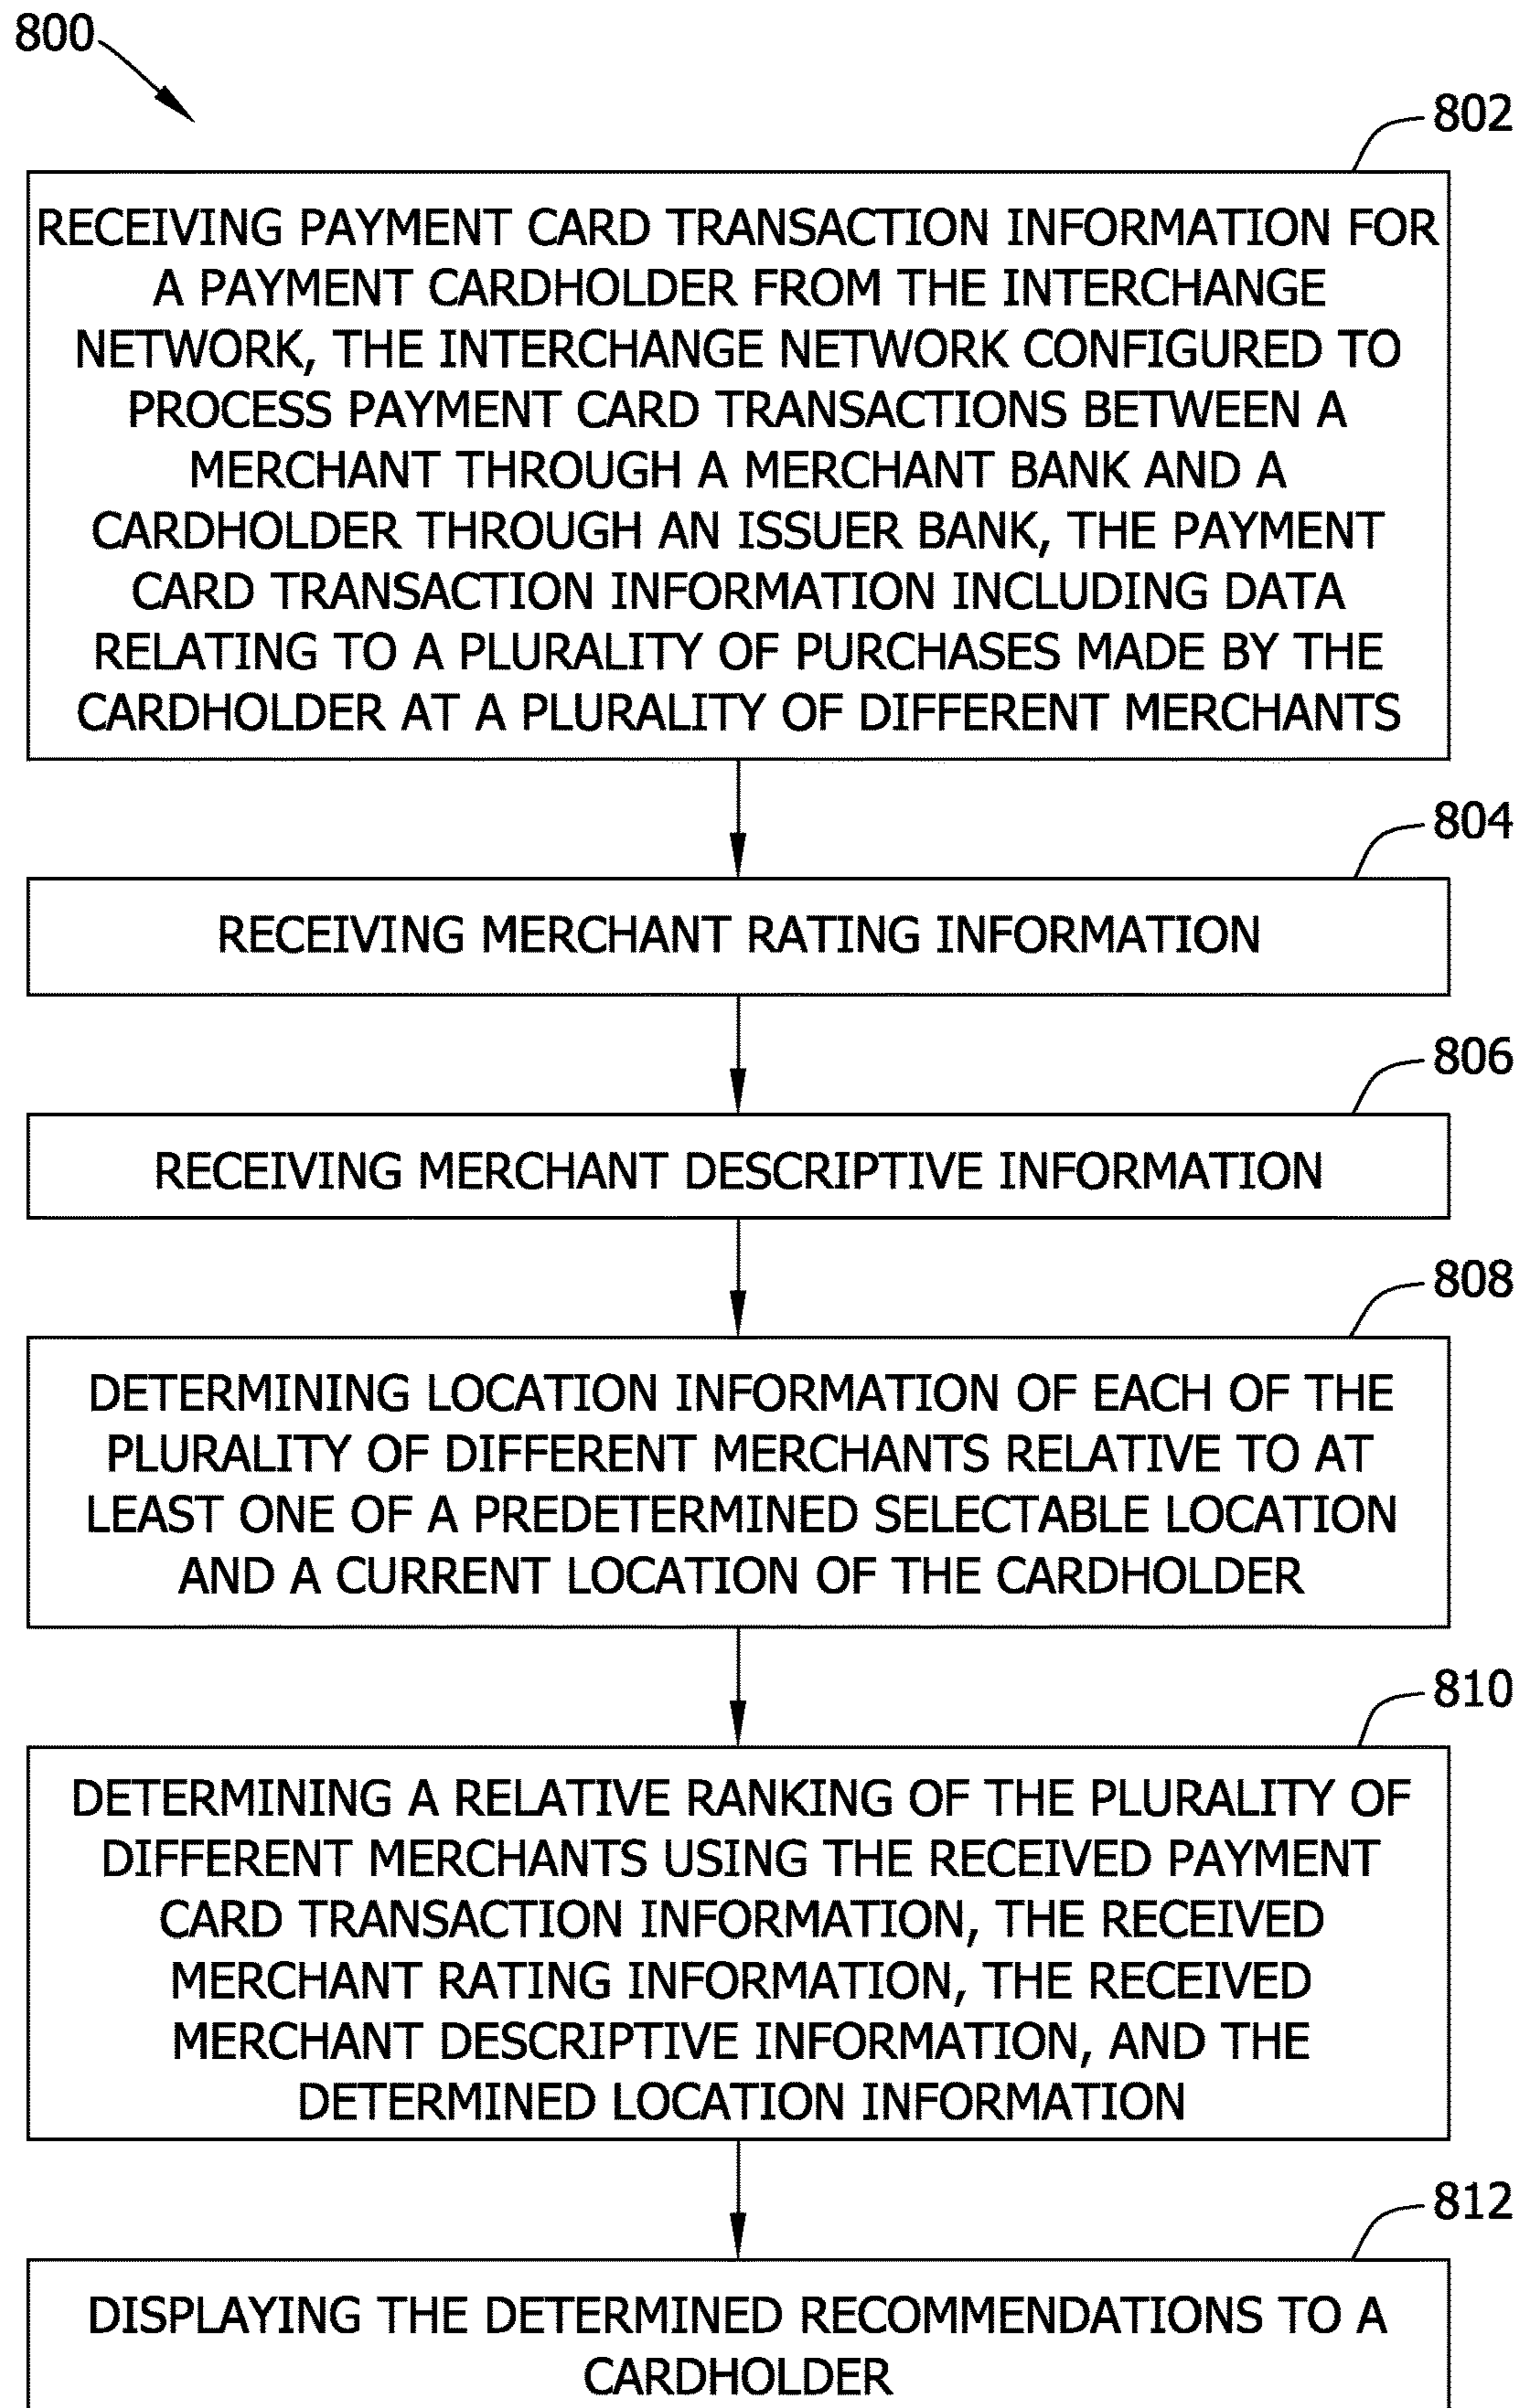 800
802
RECEIVING PAYMENT CARD TRANSACTION INFORMATION FOR
A PAYMENT CARDHOLDER FROM THE INTERCHANGE
NETWORK, THE INTERCHANGE NETWORK CONFIGURED TO
PROCESS PAYMENT CARD TRANSACTIONS BETWEEN A
MERCHANT THROUGH A MERCHANT BANK AND A
CARDHOLDER THROUGH AN ISSUER BANK, THE PAYMENT
CARD TRANSACTION INFORMATION INCLUDING DATA
RELATING TO A PLURALITY OF PURCHASES MADE BY THE
CARDHOLDER AT A PLURALITY OF DIFFERENT MERCHANTS
804
RECEIVING MERCHANT RATING INFORMATION
806
RECEIVING MERCHANT DESCRIPTIVE INFORMATION
808
DETERMINING LOCATION INFORMATION OF EACH OF THE
PLURALITY OF DIFFERENT MERCHANTS RELATIVE TO AT
LEAST ONE OF A PREDETERMINED SELECTABLE LOCATION
AND A CURRENT LOCATION OF THE CARDHOLDER
810
DETERMINING A RELATIVE RANKING OF THE PLURALITY OF
DIFFERENT MERCHANTS USING THE RECEIVED PAYMENT
CARD TRANSACTION INFORMATION, THE RECEIVED
MERCHANT RATING INFORMATION, THE RECEIVED
MERCHANT DESCRIPTIVE INFORMATION, AND THE
DETERMINED LOCATION INFORMATION
812
DISPLAYING THE DETERMINED RECOMMENDATIONS TO A
CARDHOLDER